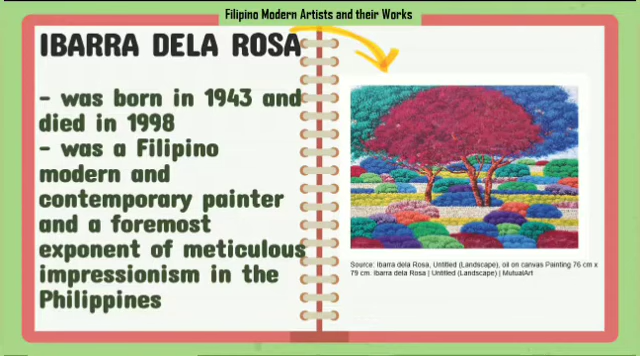 Filipino Modern Artists and their Works
IBARRA DELA ROSA
- was born in 1943 and
died in 1998
- was a Filipino
modern and
contemporary painter
and a foremost
exponent of meticulous
impressionism in the
Philippines
Source: Ibarra dela Rosa, Untitled (Landscape), oil on canvas Painting 76 cm x
79 cm. Ibarra dela Rosa | Untitled (Landscape) | MutualArt